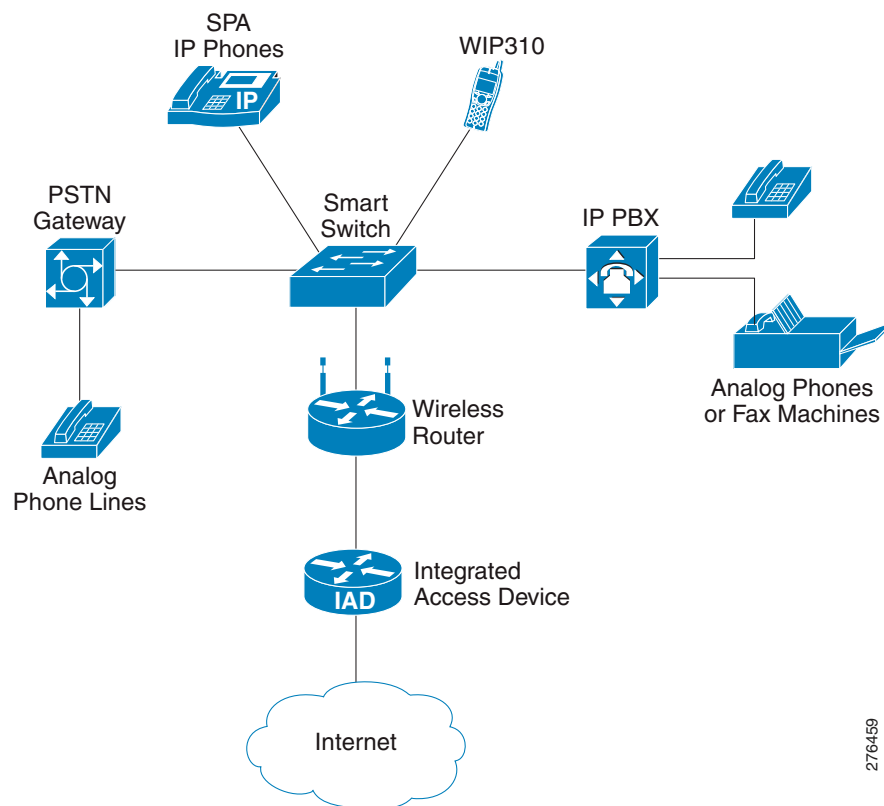 SPA
IP Phones
WIP310
IP
PSTN
Gateway
Smart
Switch
IP PBX
Wireless
Router
Analog Phones
or Fax Machines
Analog
Phone Lines
Integrated
Access Device
IAD
Internet
276459